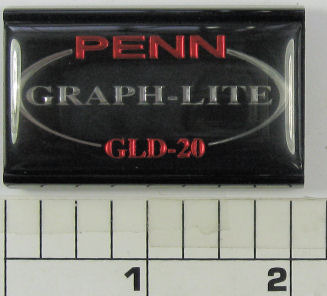 PENN
GRAPH-LITE
GLD-20
1 2